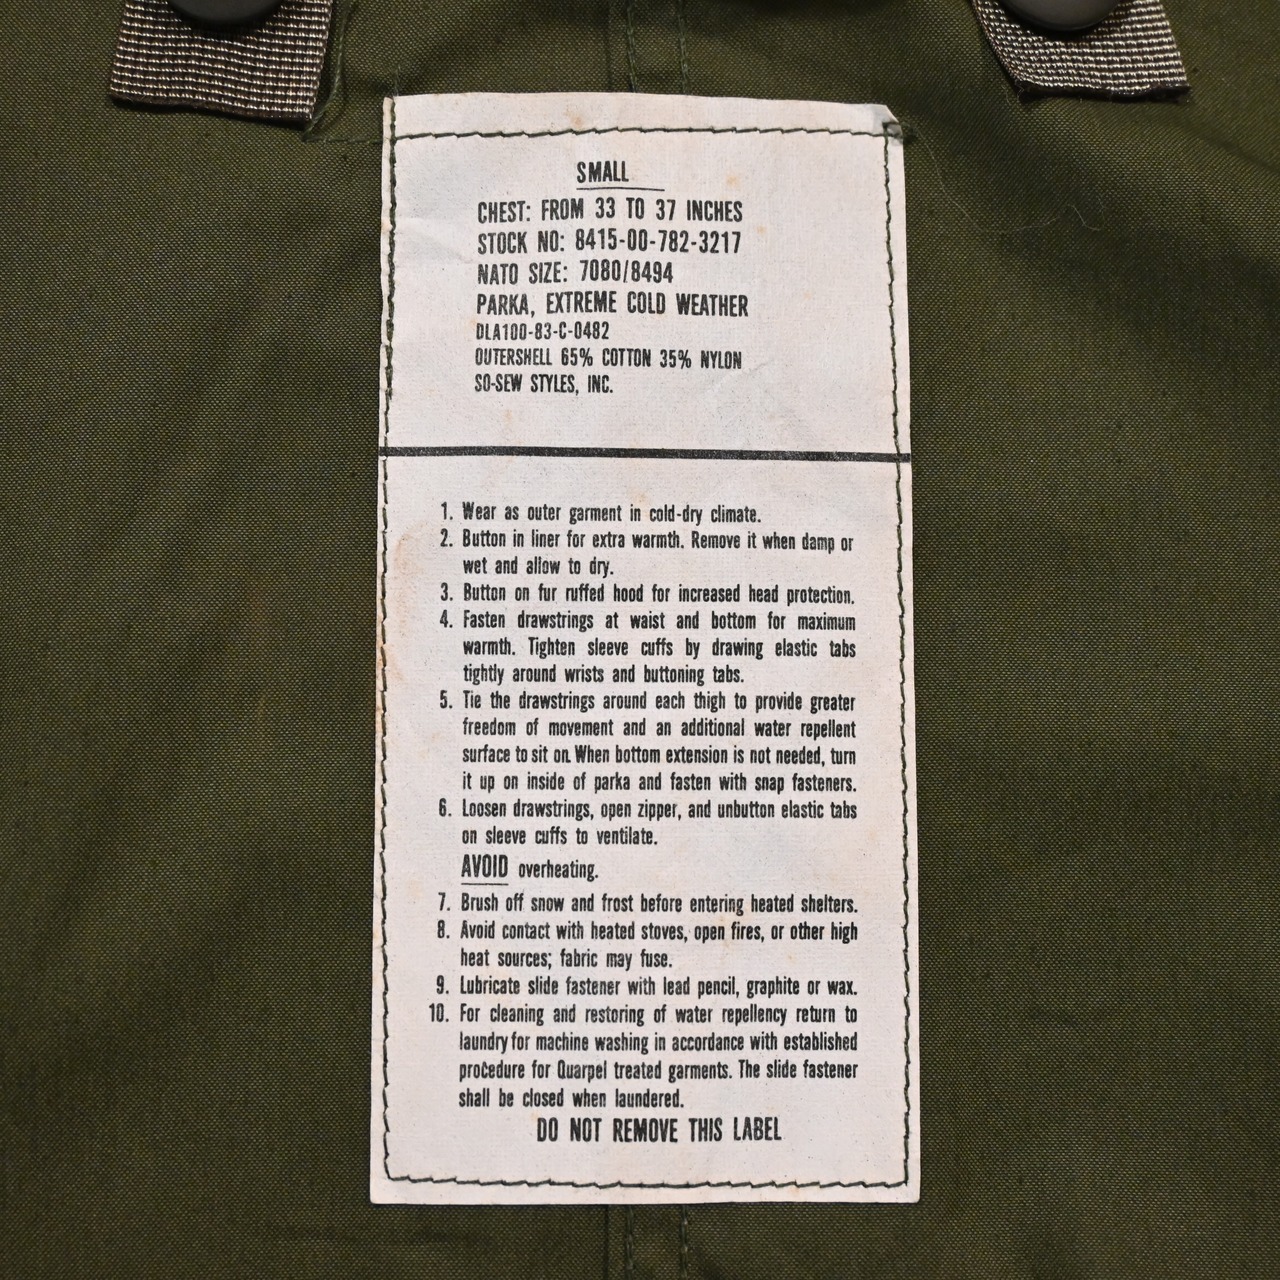 SMALL
CHEST: FROM 33 TO 37 INCHES
STOCK NO: 8415-00-782-3217
NATO SIZE: 7080/8494
PARKA, EXTREME COLD WEATHER
DLA100-83-C-0482
OUTERSHELL 65% COTTON 35% NYLON
SO-SEW STYLES, INC.
1. Wear as outer garment in cold-dry climate.
2. Button in liner for extra warmth. Remove it when damp or
wet and allow to dry.
3. Button on fur ruffed hood for increased head protection.
4. Fasten drawstrings at waist and bottom for maximum
warmth. Tighten sleeve cuffs by drawing elastic tabs
tightly around wrists and buttoning tabs.
5. Tie the drawstrings around each thigh to provide greater
freedom of movement and an additional water repellent
surface to sit on. When bottom extension is not needed, turn
it up on inside of parka and fasten with snap fasteners.
6. Loosen drawstrings, open zipper, and unbutton elastic tabs
on sleeve cuffs to ventilate.
AVOID overheating.
7. Brush off snow and frost before entering heated shelters.
8. Avoid contact with heated stoves, open fires, or other high
heat sources; fabric may fuse.
9. Lubricate slide fastener with lead pencil, graphite or wax.
10. For cleaning and restoring of water repellency return to
laundry for machine washing in accordance with established
procedure for Quarpel treated garments. The slide fastener
shall be closed when laundered.
DO NOT REMOVE THIS LABEL